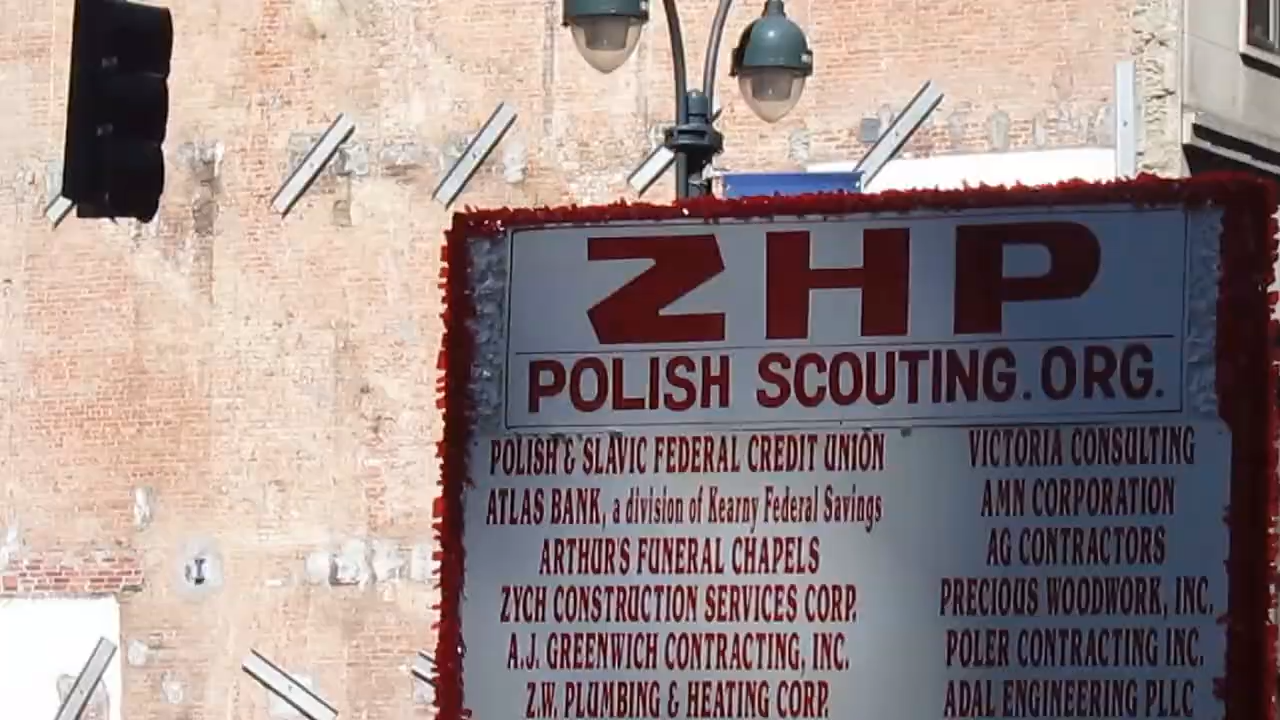 ZHP
POLISH SCOUTING.ORG.
POLISH & SLAVIC FEDERAL CREDIT UNION
ATLAS BANK, a division of Kearny Federal Savings
ARTHUR'S FUNERAL CHAPELS
ZYCH CONSTRUCTION SERVICES CORP.
A.J. GREENWICH CONTRACTING, INC.
Z.W. PLUMBING & HEATING CORP.
VICTORIA CONSULTING
AMN CORPORATION
AG CONTRACTORS
PRECIOUS WOODWORK, INC.
POLER CONTRACTING INC.
ADAL ENGINEERING PLLC